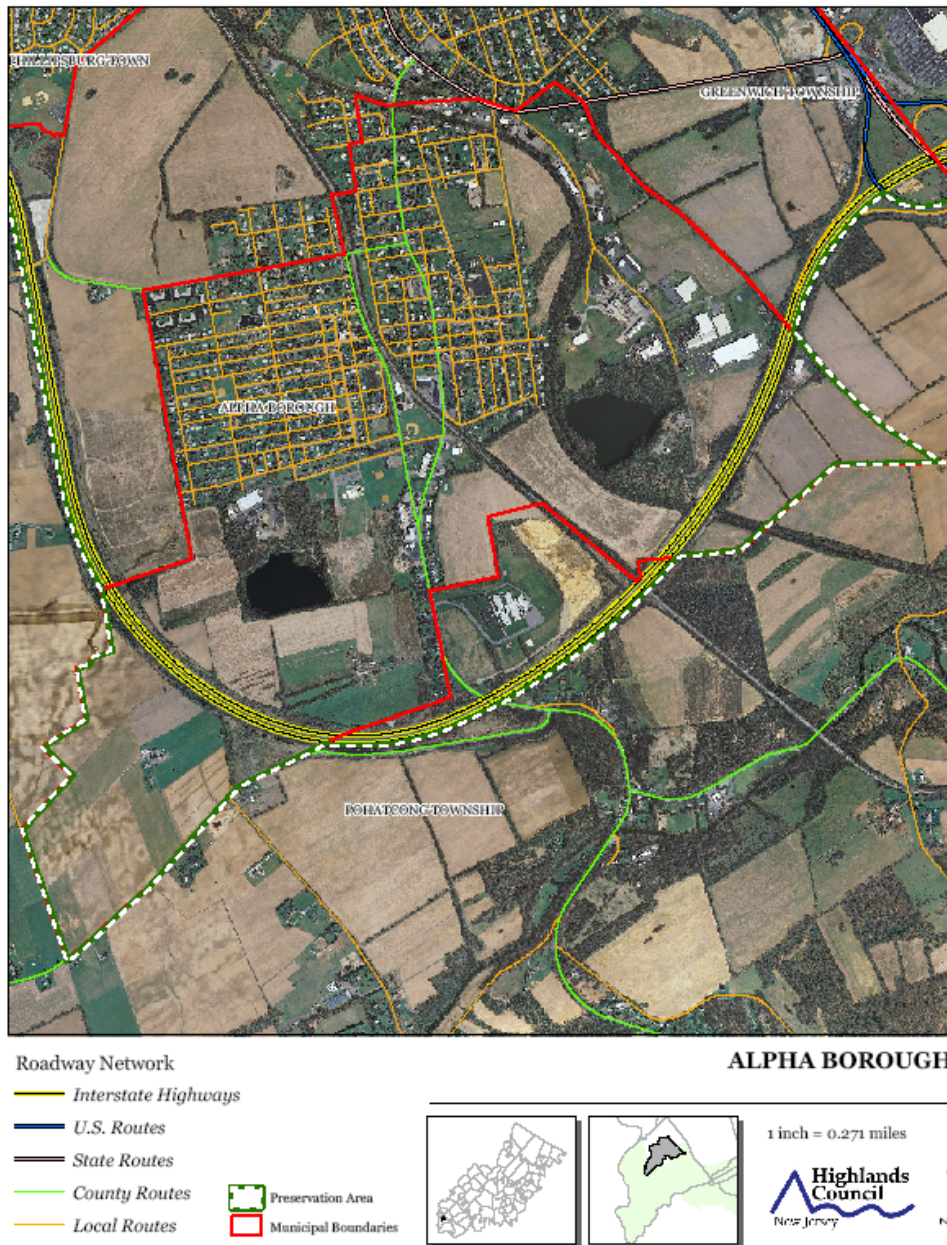 PHILLIPSBURG TOWN
GREENWICH TOWNSHIP
ALPHA BOROUGH
POHATCONG TOWNSHIP
Roadway Network
Interstate Highways
U.S. Routes
State Routes
County Routes
Local Routes
Preservation Area
Municipal Boundaries
ALPHA BOROUGH
1 inch = 0.271 miles
Highlands
Council
New Jersey
N